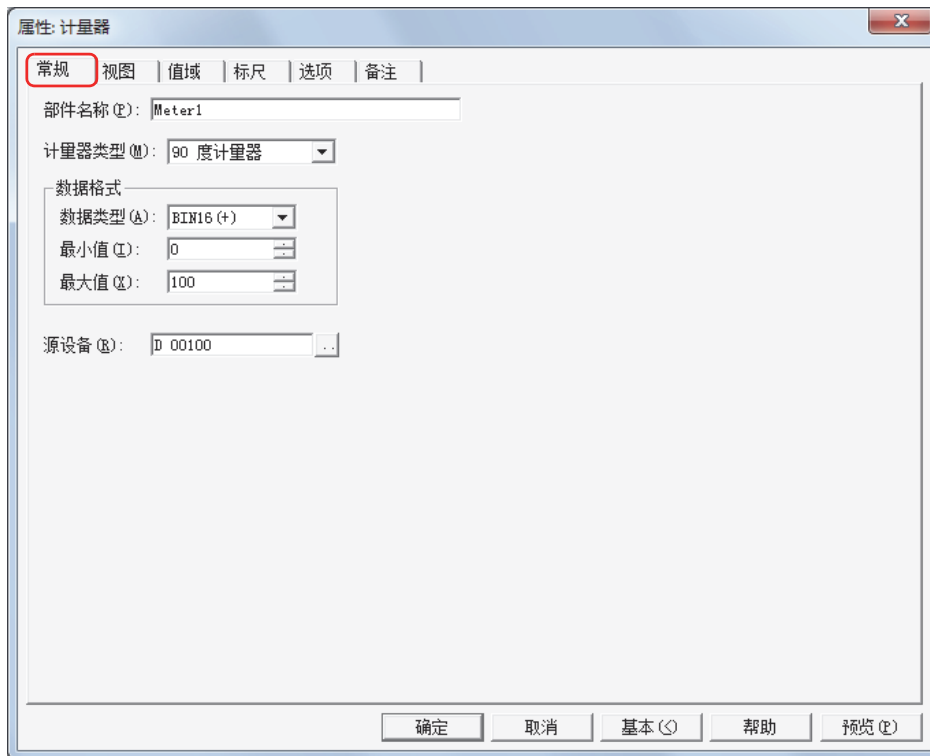 属性: 计量器
常规 视图 值域 标尺 选项 备注
部件名称(P): Meter1
计量器类型(M): 90 度计量器
数据格式
数据类型(A): BIN16(+)
最小值(I): 0
最大值(X): 100
源设备(R): D 00100 ..
确定 取消 基本(<) 帮助 预览(P)